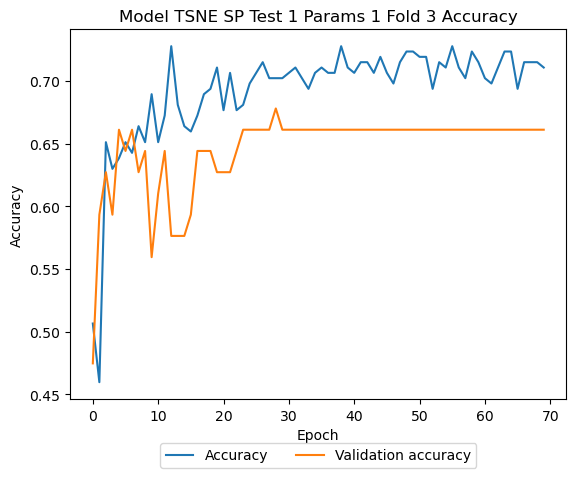 Model TSNE SP Test 1 Params 1 Fold 3 Accuracy
0.70
0.65
0.60
0.55
0.50
0.45
Accuracy
0 10 20 30 40 50 60 70
Epoch
Accuracy Validation accuracy